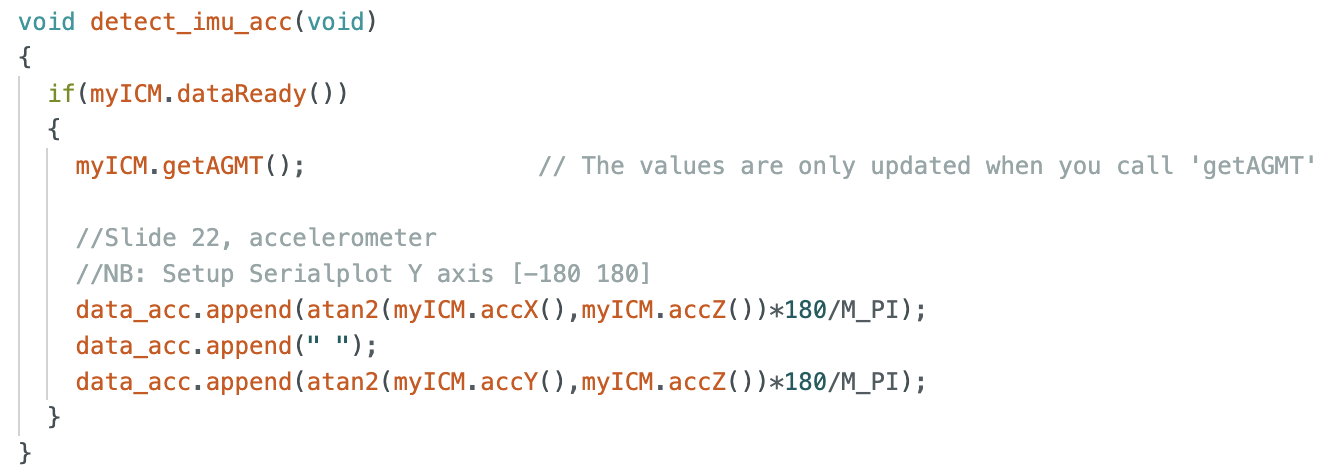 void detect_imu_acc(void)
{
  if(myICM.dataReady())
  {
    myICM.getAGMT();                // The values are only updated when you call 'getAGMT'

    //Slide 22, accelerometer
    //NB: Setup Serialplot Y axis [-180 180]
    data_acc.append(atan2(myICM.accX(),myICM.accZ())*180/M_PI);
    data_acc.append(" ");
    data_acc.append(atan2(myICM.accY(),myICM.accZ())*180/M_PI);
  }
}